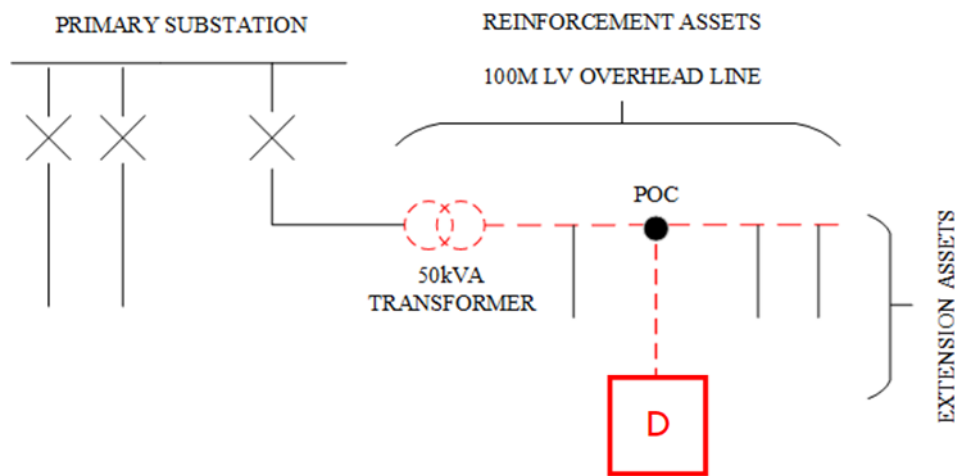 PRIMARY SUBSTATION
REINFORCEMENT ASSETS
100M LV OVERHEAD LINE
POC
50kVA
TRANSFORMER
EXTENSION ASSETS
D